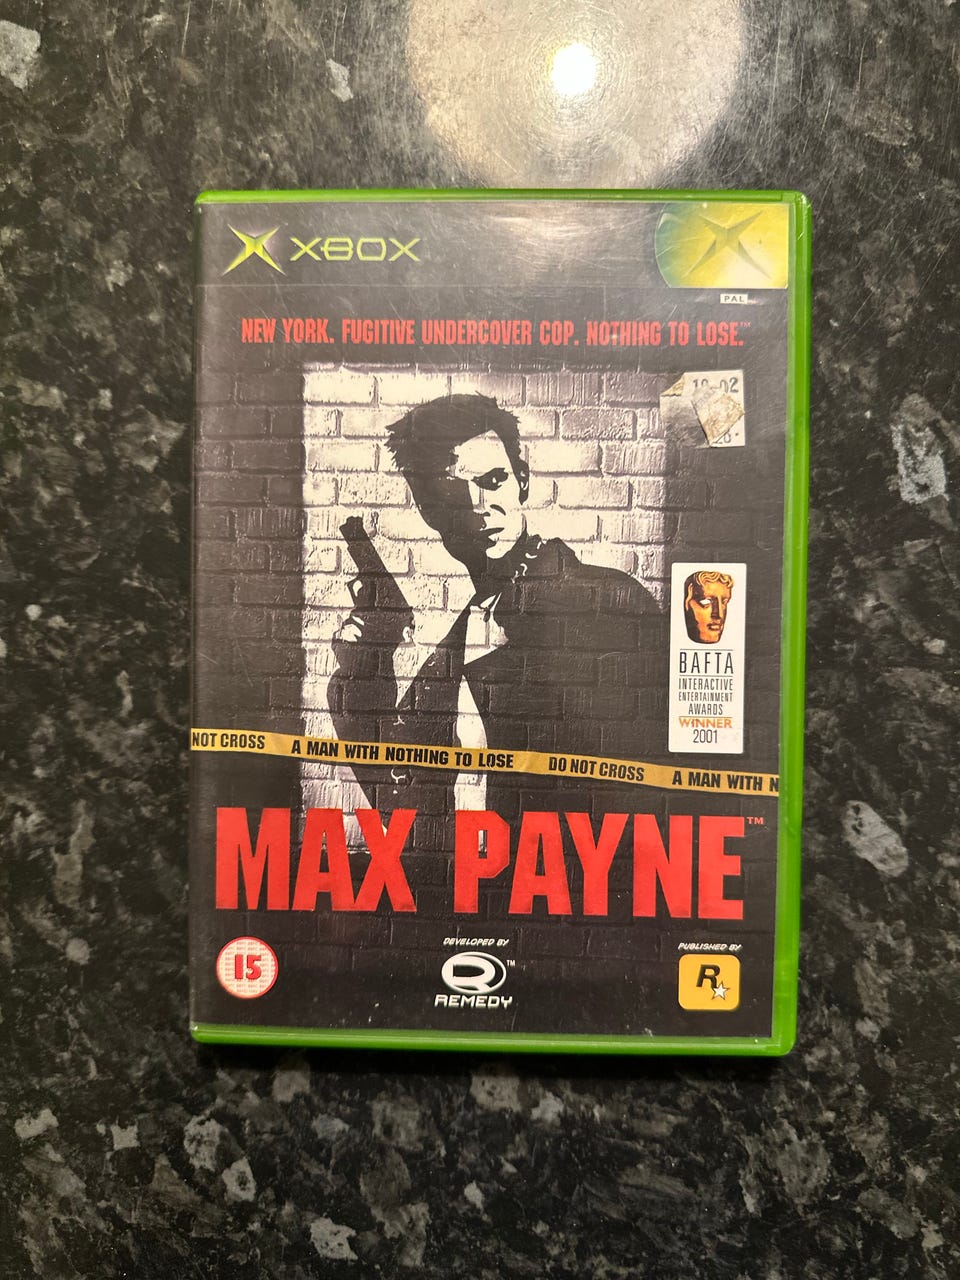 XBOX
PAL
NEW YORK. FUGITIVE UNDERCOVER COP. NOTHING TO LOSE.™
BAFTA
INTERACTIVE
ENTERTAINMENT
AWARDS
WINNER
2001
NOT CROSS A MAN WITH NOTHING TO LOSE DO NOT CROSS A MAN WITH N
MAX PAYNE™
15
DEVELOPED BY
R™
REMEDY
PUBLISHED BY
R